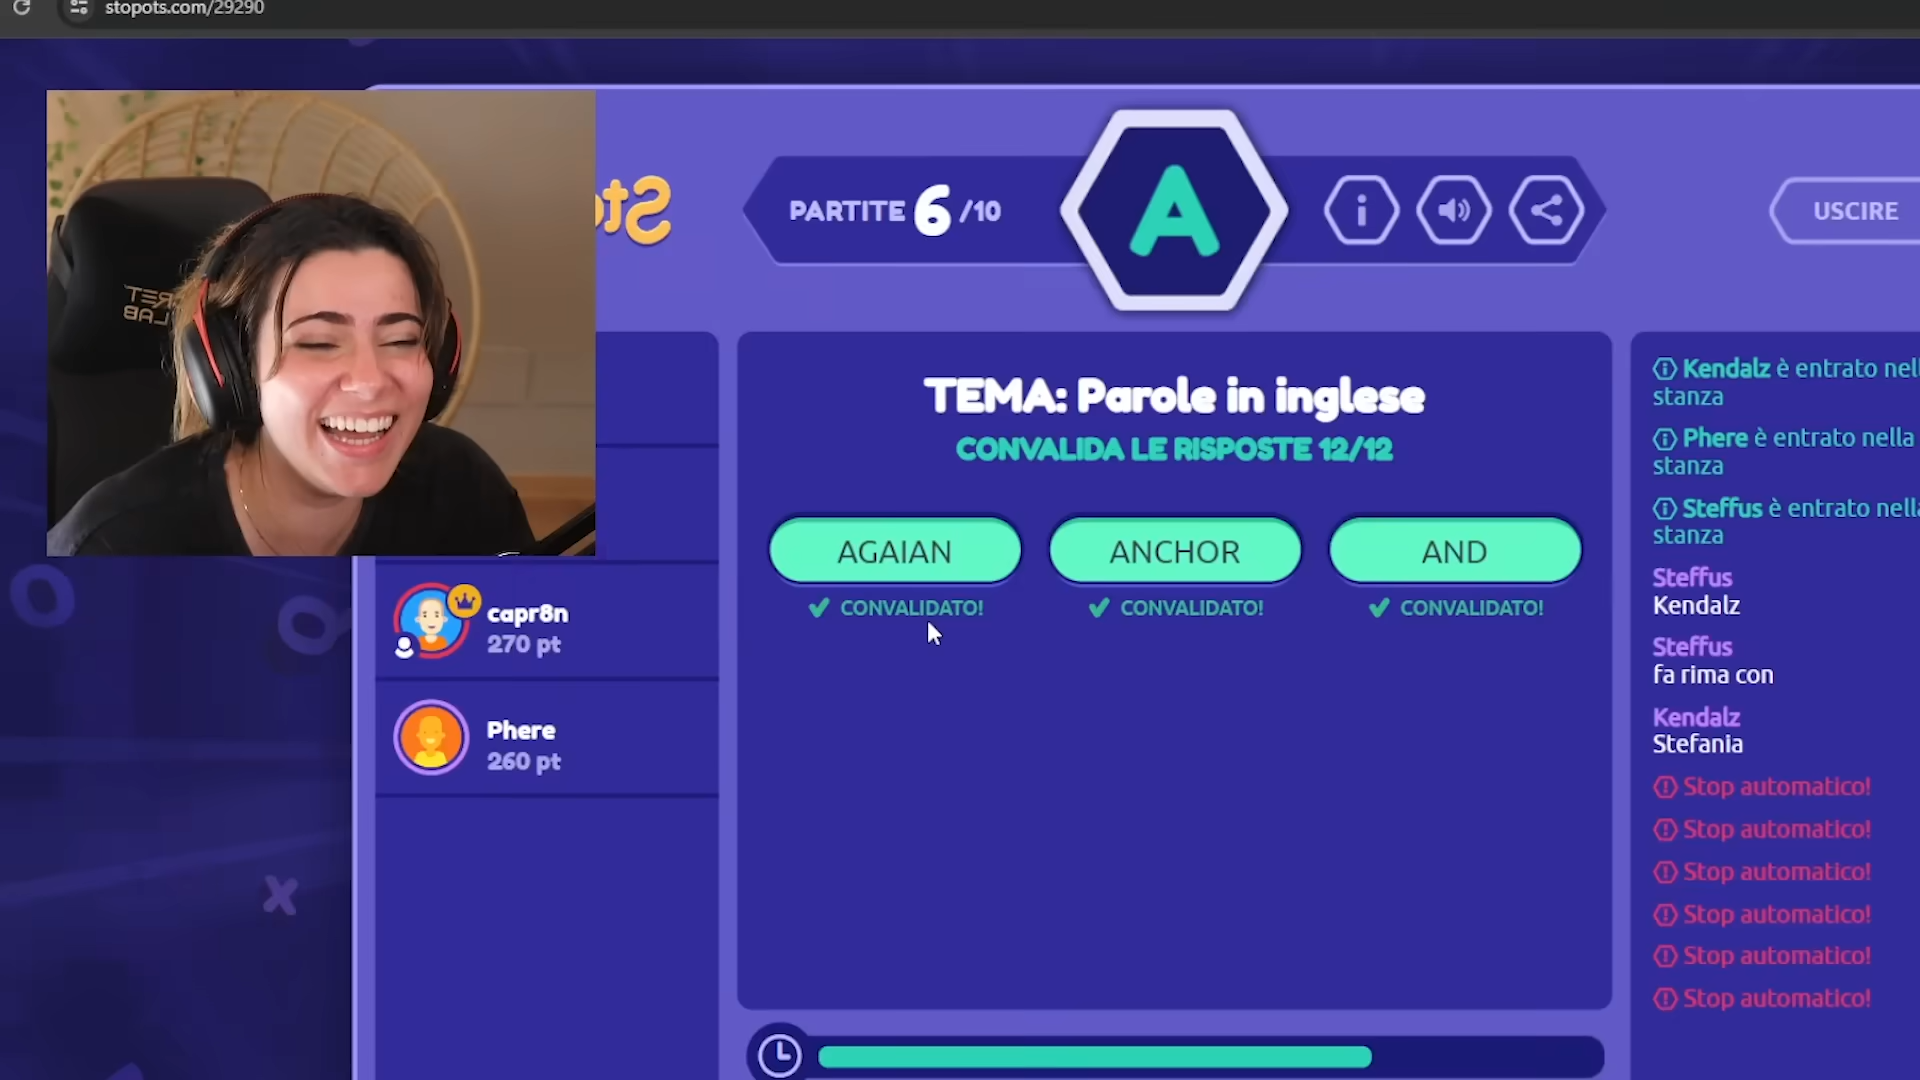 stopots.com/29290
Sto
PARTITE 6/10
A
USCIRE
TEMA: Parole in inglese
CONVALIDA LE RISPOSTE 12/12
AGAIAN
ANCHOR
AND
CONVALIDATO!
CONVALIDATO!
CONVALIDATO!
capr8n
270 pt
Phere
260 pt
Kendalz è entrato nell
stanza
Phere è entrato nella
stanza
Steffus è entrato nella
stanza
Steffus
Kendalz
Steffus
fa rima con
Kendalz
Stefania
Stop automatico!
Stop automatico!
Stop automatico!
Stop automatico!
Stop automatico!
Stop automatico!